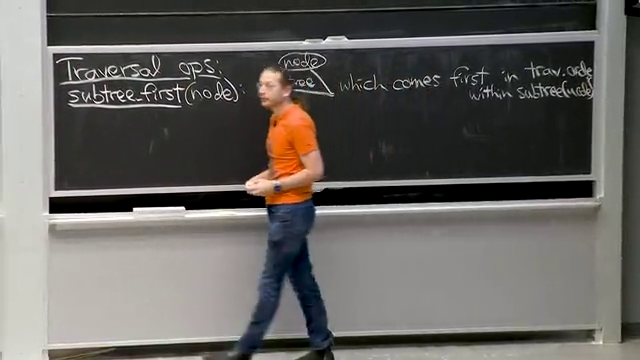 Traversal ops:
subtree_first(node):
node
which comes first in trav. order
within subtree(node)